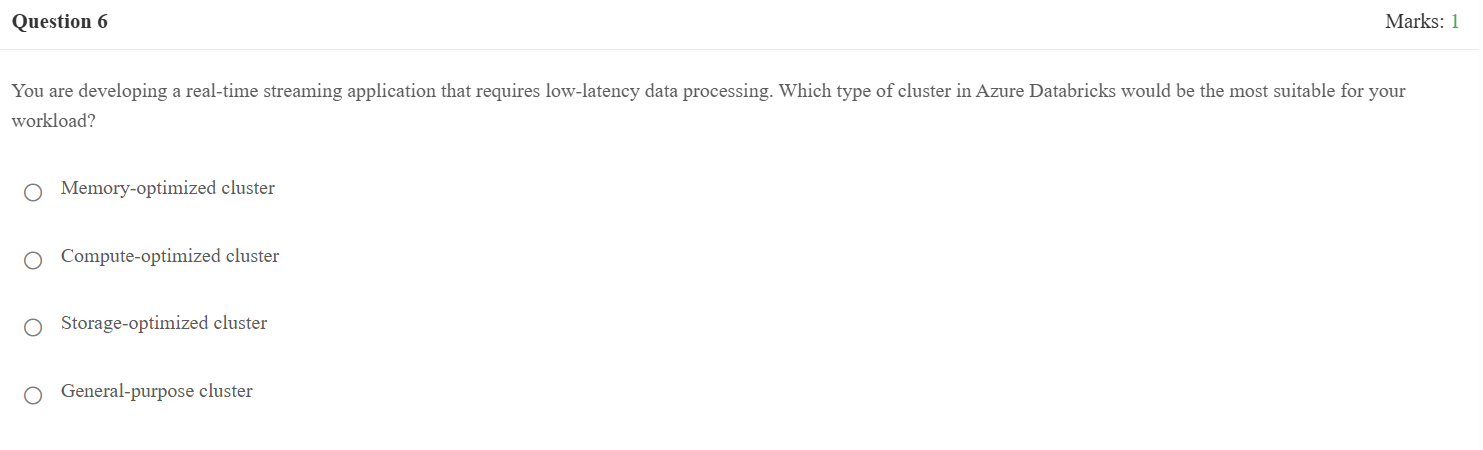 Question 6
Marks: 1
You are developing a real-time streaming application that requires low-latency data processing. Which type of cluster in Azure Databricks would be the most suitable for your
workload?
Memory-optimized cluster
Compute-optimized cluster
Storage-optimized cluster
General-purpose cluster